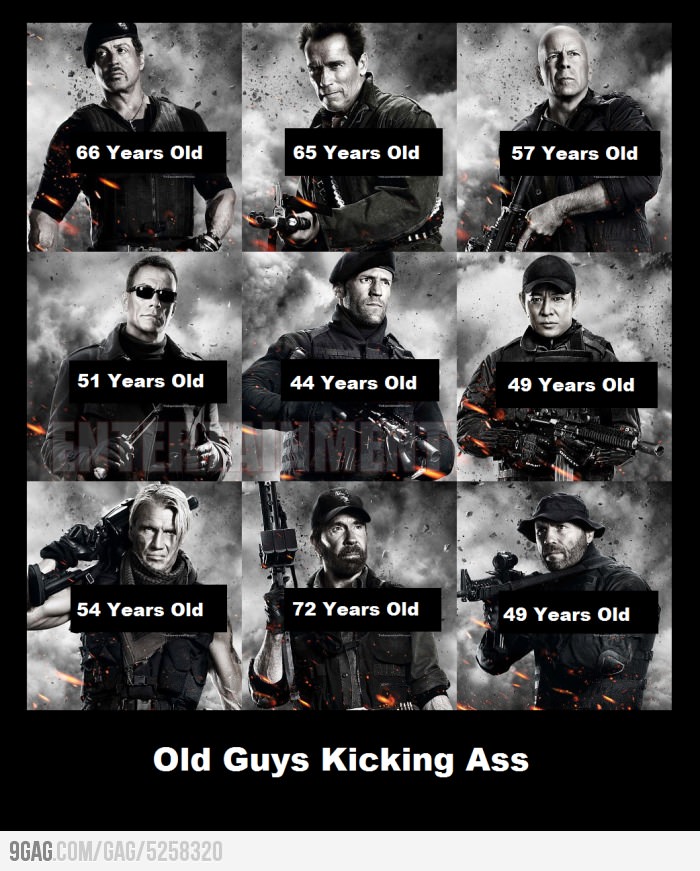 66 Years Old
65 Years Old
57 Years Old
51 Years Old
44 Years Old
49 Years Old
ENTERTAINMENT
54 Years Old
72 Years Old
49 Years Old
Old Guys Kicking Ass
9GAG.COM/GAG/5258320